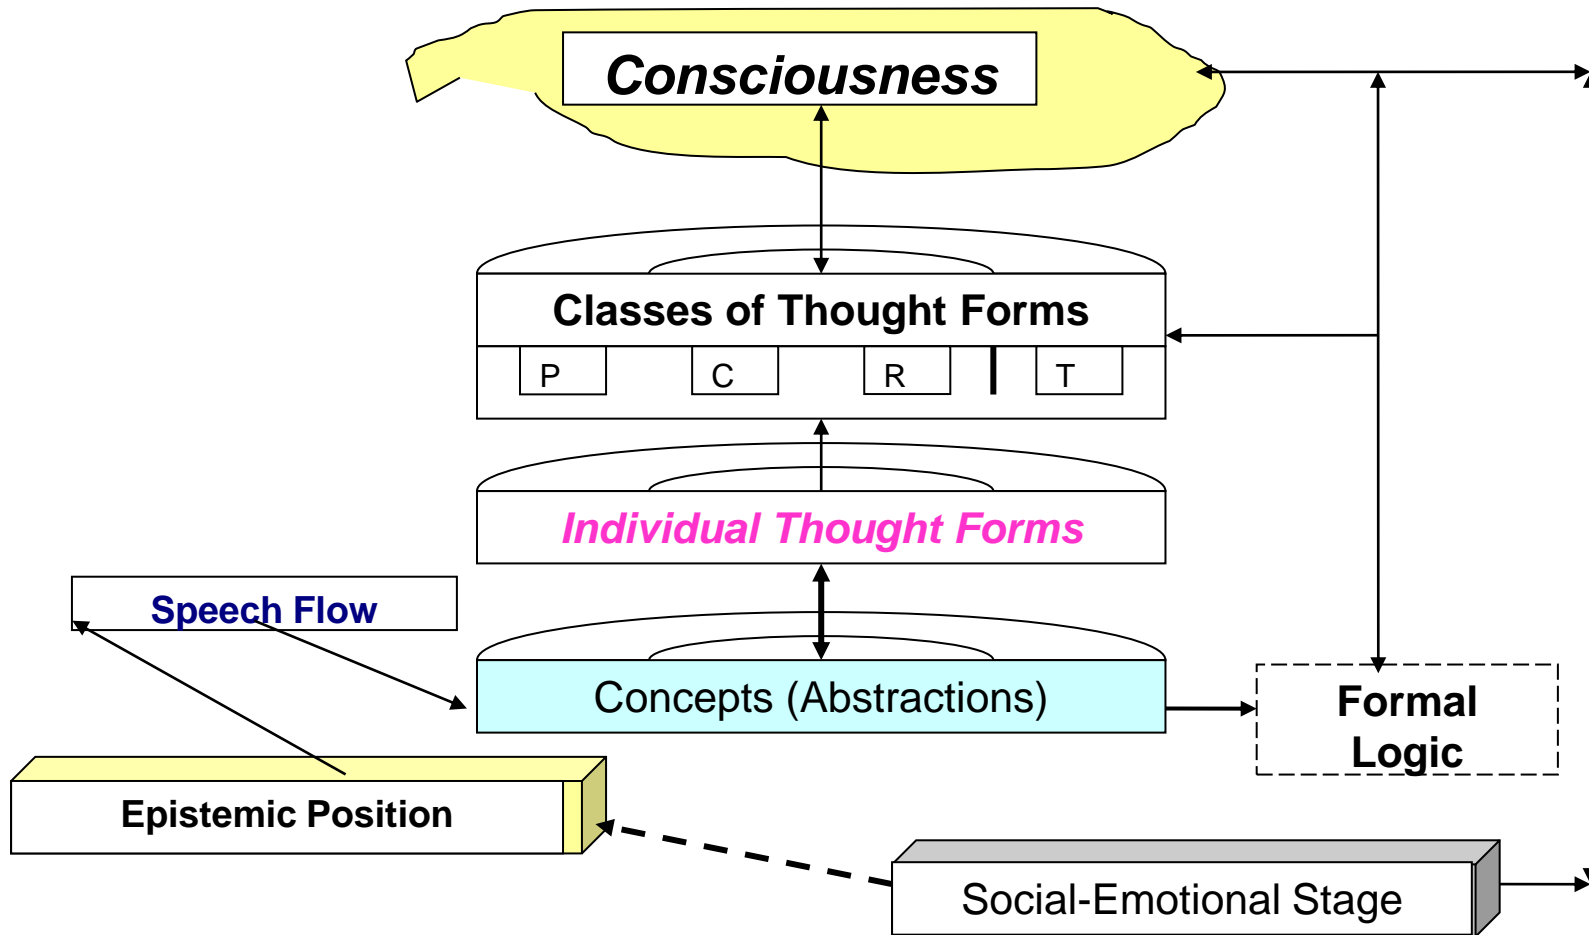 Consciousness
Classes of Thought Forms
P C R T
Individual Thought Forms
Speech Flow
Concepts (Abstractions)
Formal
Logic
Epistemic Position
Social-Emotional Stage